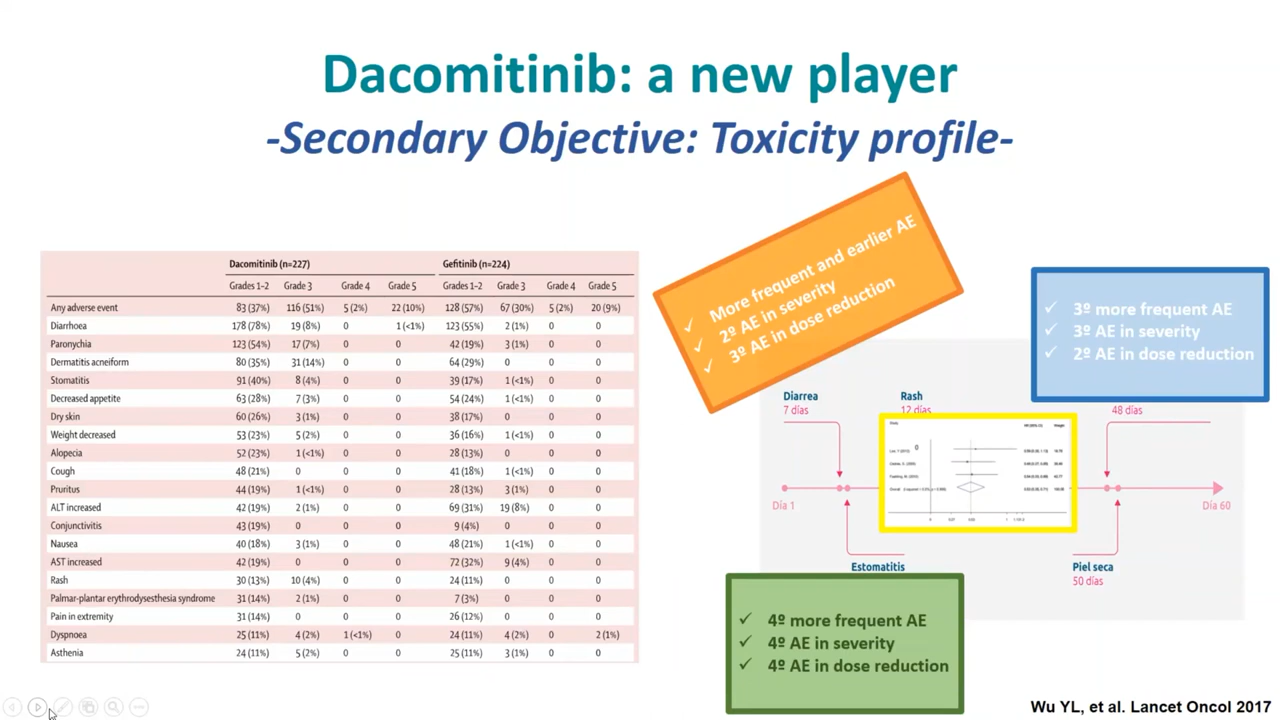 Dacomitinib: a new player
-Secondary Objective: Toxicity profile-
Dacomitinib (n=227) Gefitinib (n=224)
Grades 1–2 Grade 3 Grade 4 Grade 5 Grades 1–2 Grade 3 Grade 4 Grade 5
Any adverse event 83 (37%) 116 (51%) 5 (2%) 22 (10%) 128 (57%) 67 (30%) 5 (2%) 20 (9%)
Diarrhoea 178 (78%) 19 (8%) 0 1 (<1%) 123 (55%) 2 (1%) 0 0
Paronychia 123 (54%) 17 (7%) 0 0 42 (19%) 3 (1%) 0 0
Dermatitis acneiform 80 (35%) 31 (14%) 0 0 64 (29%) 0 0 0
Stomatitis 91 (40%) 8 (4%) 0 0 39 (17%) 1 (<1%) 0 0
Decreased appetite 63 (28%) 7 (3%) 0 0 54 (24%) 1 (<1%) 0 0
Dry skin 60 (26%) 3 (1%) 0 0 38 (17%) 0 0 0
Weight decreased 53 (23%) 5 (2%) 0 0 36 (16%) 1 (<1%) 0 0
Alopecia 52 (23%) 1 (<1%) 0 0 28 (13%) 0 0 0
Cough 48 (21%) 0 0 0 41 (18%) 1 (<1%) 0 0
Pruritus 44 (19%) 1 (<1%) 0 0 28 (13%) 3 (1%) 0 0
ALT increased 42 (19%) 2 (1%) 0 0 69 (31%) 19 (8%) 0 0
Conjunctivitis 43 (19%) 0 0 0 9 (4%) 0 0 0
Nausea 40 (18%) 3 (1%) 0 0 48 (21%) 1 (<1%) 0 0
AST increased 42 (19%) 0 0 0 72 (32%) 9 (4%) 0 0
Rash 30 (13%) 10 (4%) 0 0 24 (11%) 0 0 0
Palmar-plantar erythrodysesthesia syndrome 31 (14%) 2 (1%) 0 0 7 (3%) 0 0 0
Pain in extremity 31 (14%) 0 0 0 26 (12%) 0 0 0
Dyspnoea 25 (11%) 4 (2%) 1 (<1%) 0 24 (11%) 4 (2%) 0 2 (1%)
Asthenia 24 (11%) 5 (2%) 0 0 25 (11%) 3 (1%) 0 0
✓ More frequent and earlier AE
✓ 2º AE in severity
✓ 3º AE in dose reduction
✓ 3º more frequent AE
✓ 3º AE in severity
✓ 2º AE in dose reduction
Diarrea
7 días
Rash
12 días
48 días
Día 1
Día 60
Estomatitis
Piel seca
50 días
✓ 4º more frequent AE
✓ 4º AE in severity
✓ 4º AE in dose reduction
Wu YL, et al. Lancet Oncol 2017